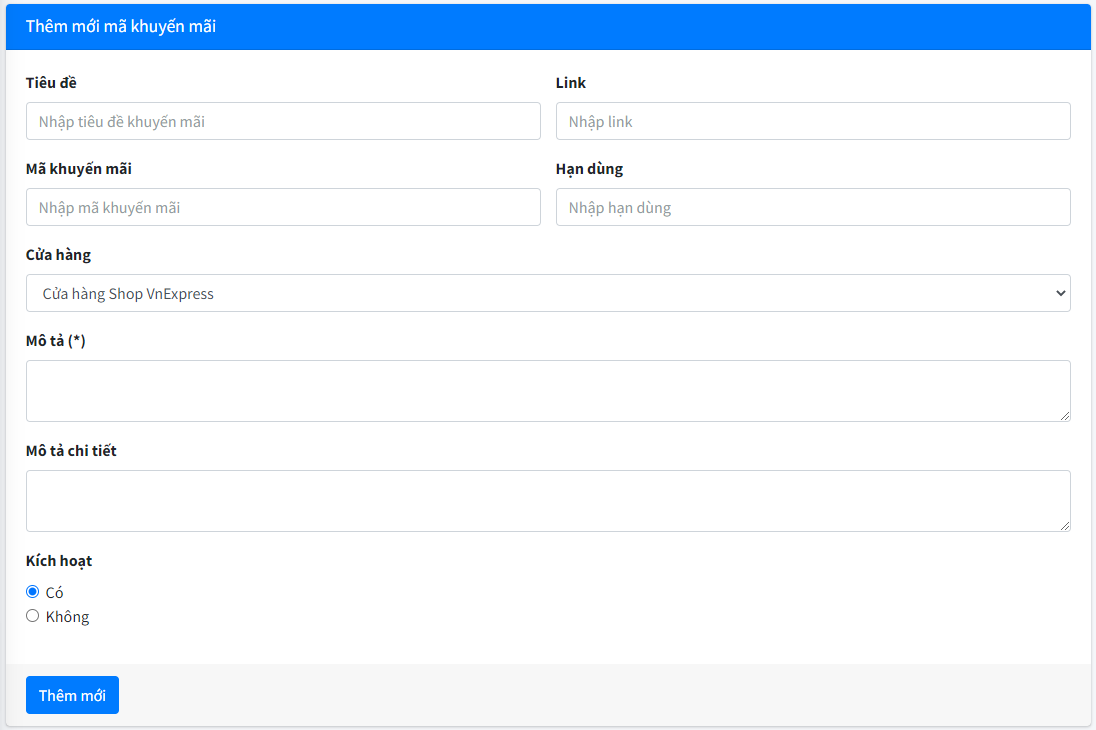 Thêm mới mã khuyến mãi
Tiêu đề
Link
Nhập tiêu đề khuyến mãi
Nhập link
Mã khuyến mãi
Hạn dùng
Nhập mã khuyến mãi
Nhập hạn dùng
Cửa hàng
Cửa hàng Shop VnExpress
Mô tả (*)
Mô tả chi tiết
Kích hoạt
Có
Không
Thêm mới